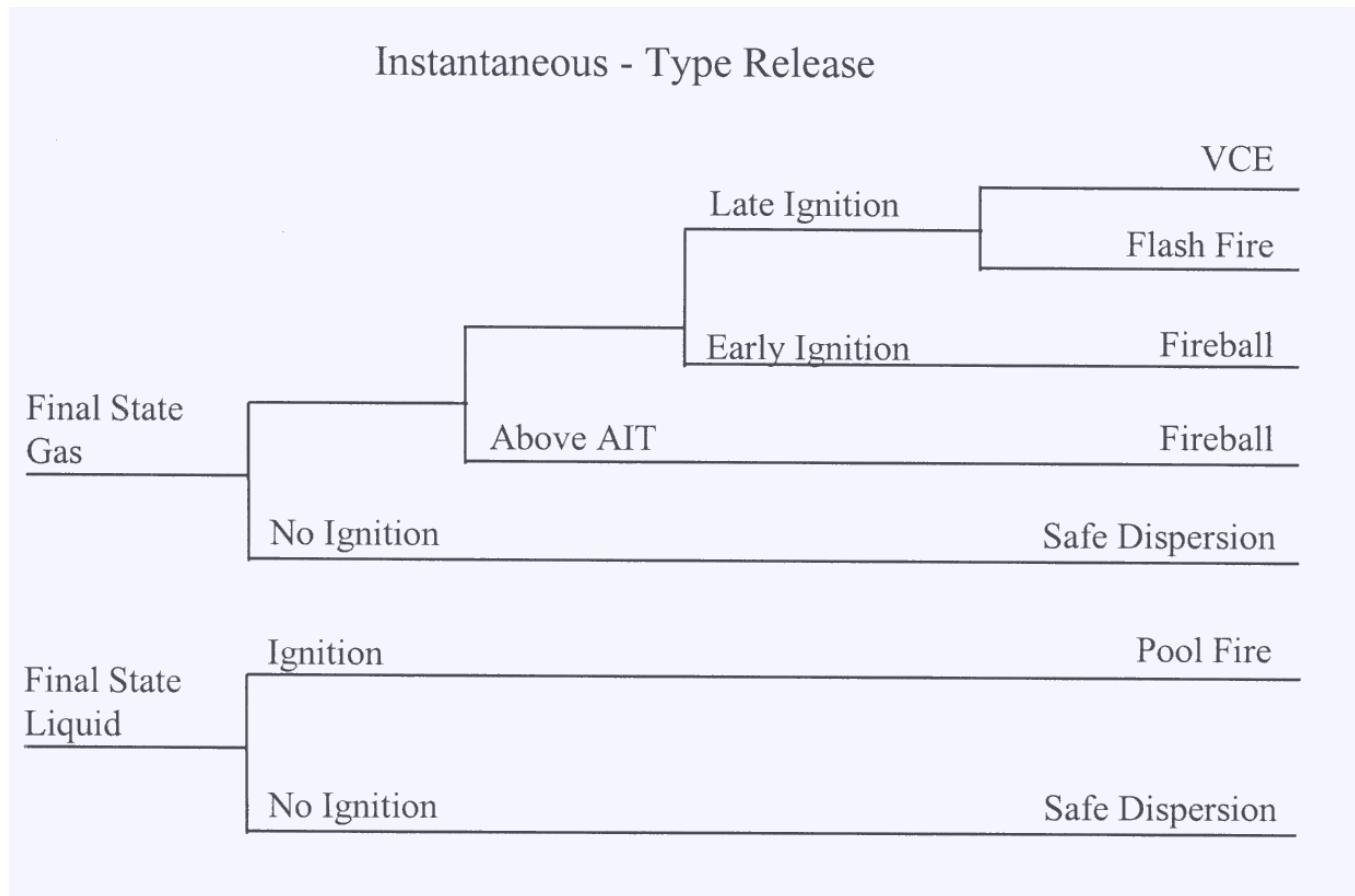 Instantaneous - Type Release
VCE
Late Ignition
Flash Fire
Early Ignition
Fireball
Final State
Gas
Above AIT
Fireball
No Ignition
Safe Dispersion
Ignition
Pool Fire
Final State
Liquid
No Ignition
Safe Dispersion